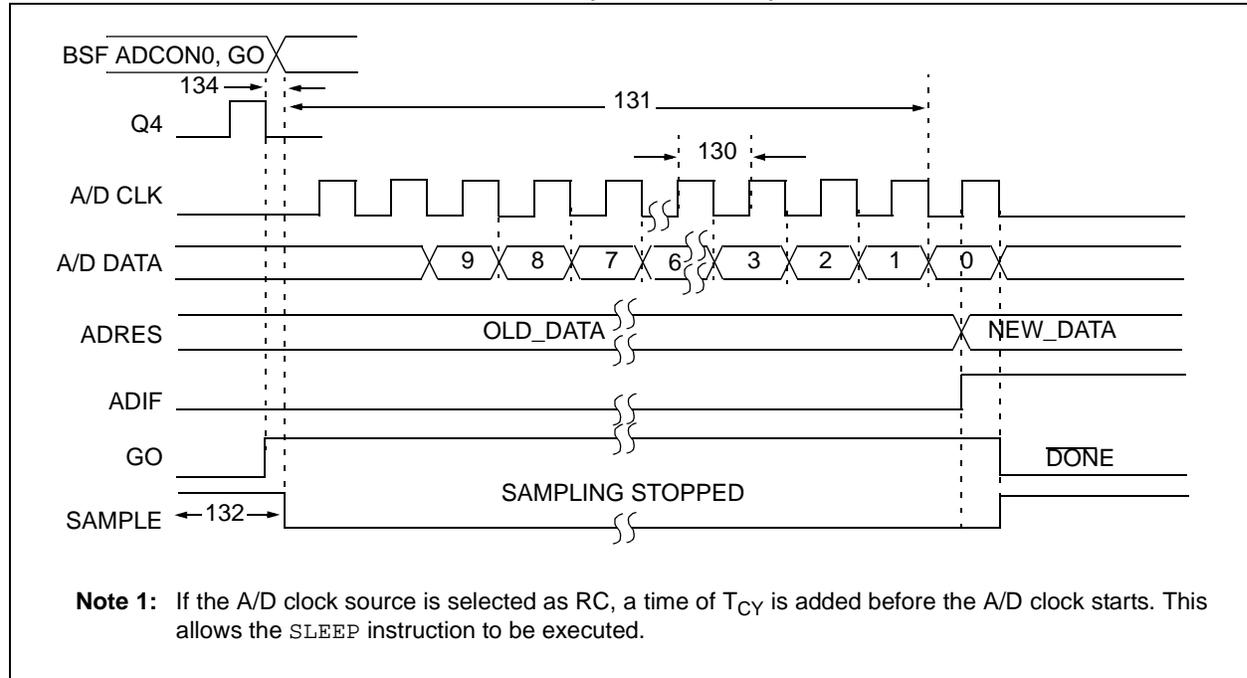 BSF ADCON0, GO
134
131
Q4
130
A/D CLK
A/D DATA
9 8 7 6 3 2 1 0
ADRES
OLD_DATA
NEW_DATA
ADIF
GO
DONE
SAMPLING STOPPED
SAMPLE
132
Note 1: If the A/D clock source is selected as RC, a time of TCY is added before the A/D clock starts. This
allows the SLEEP instruction to be executed.